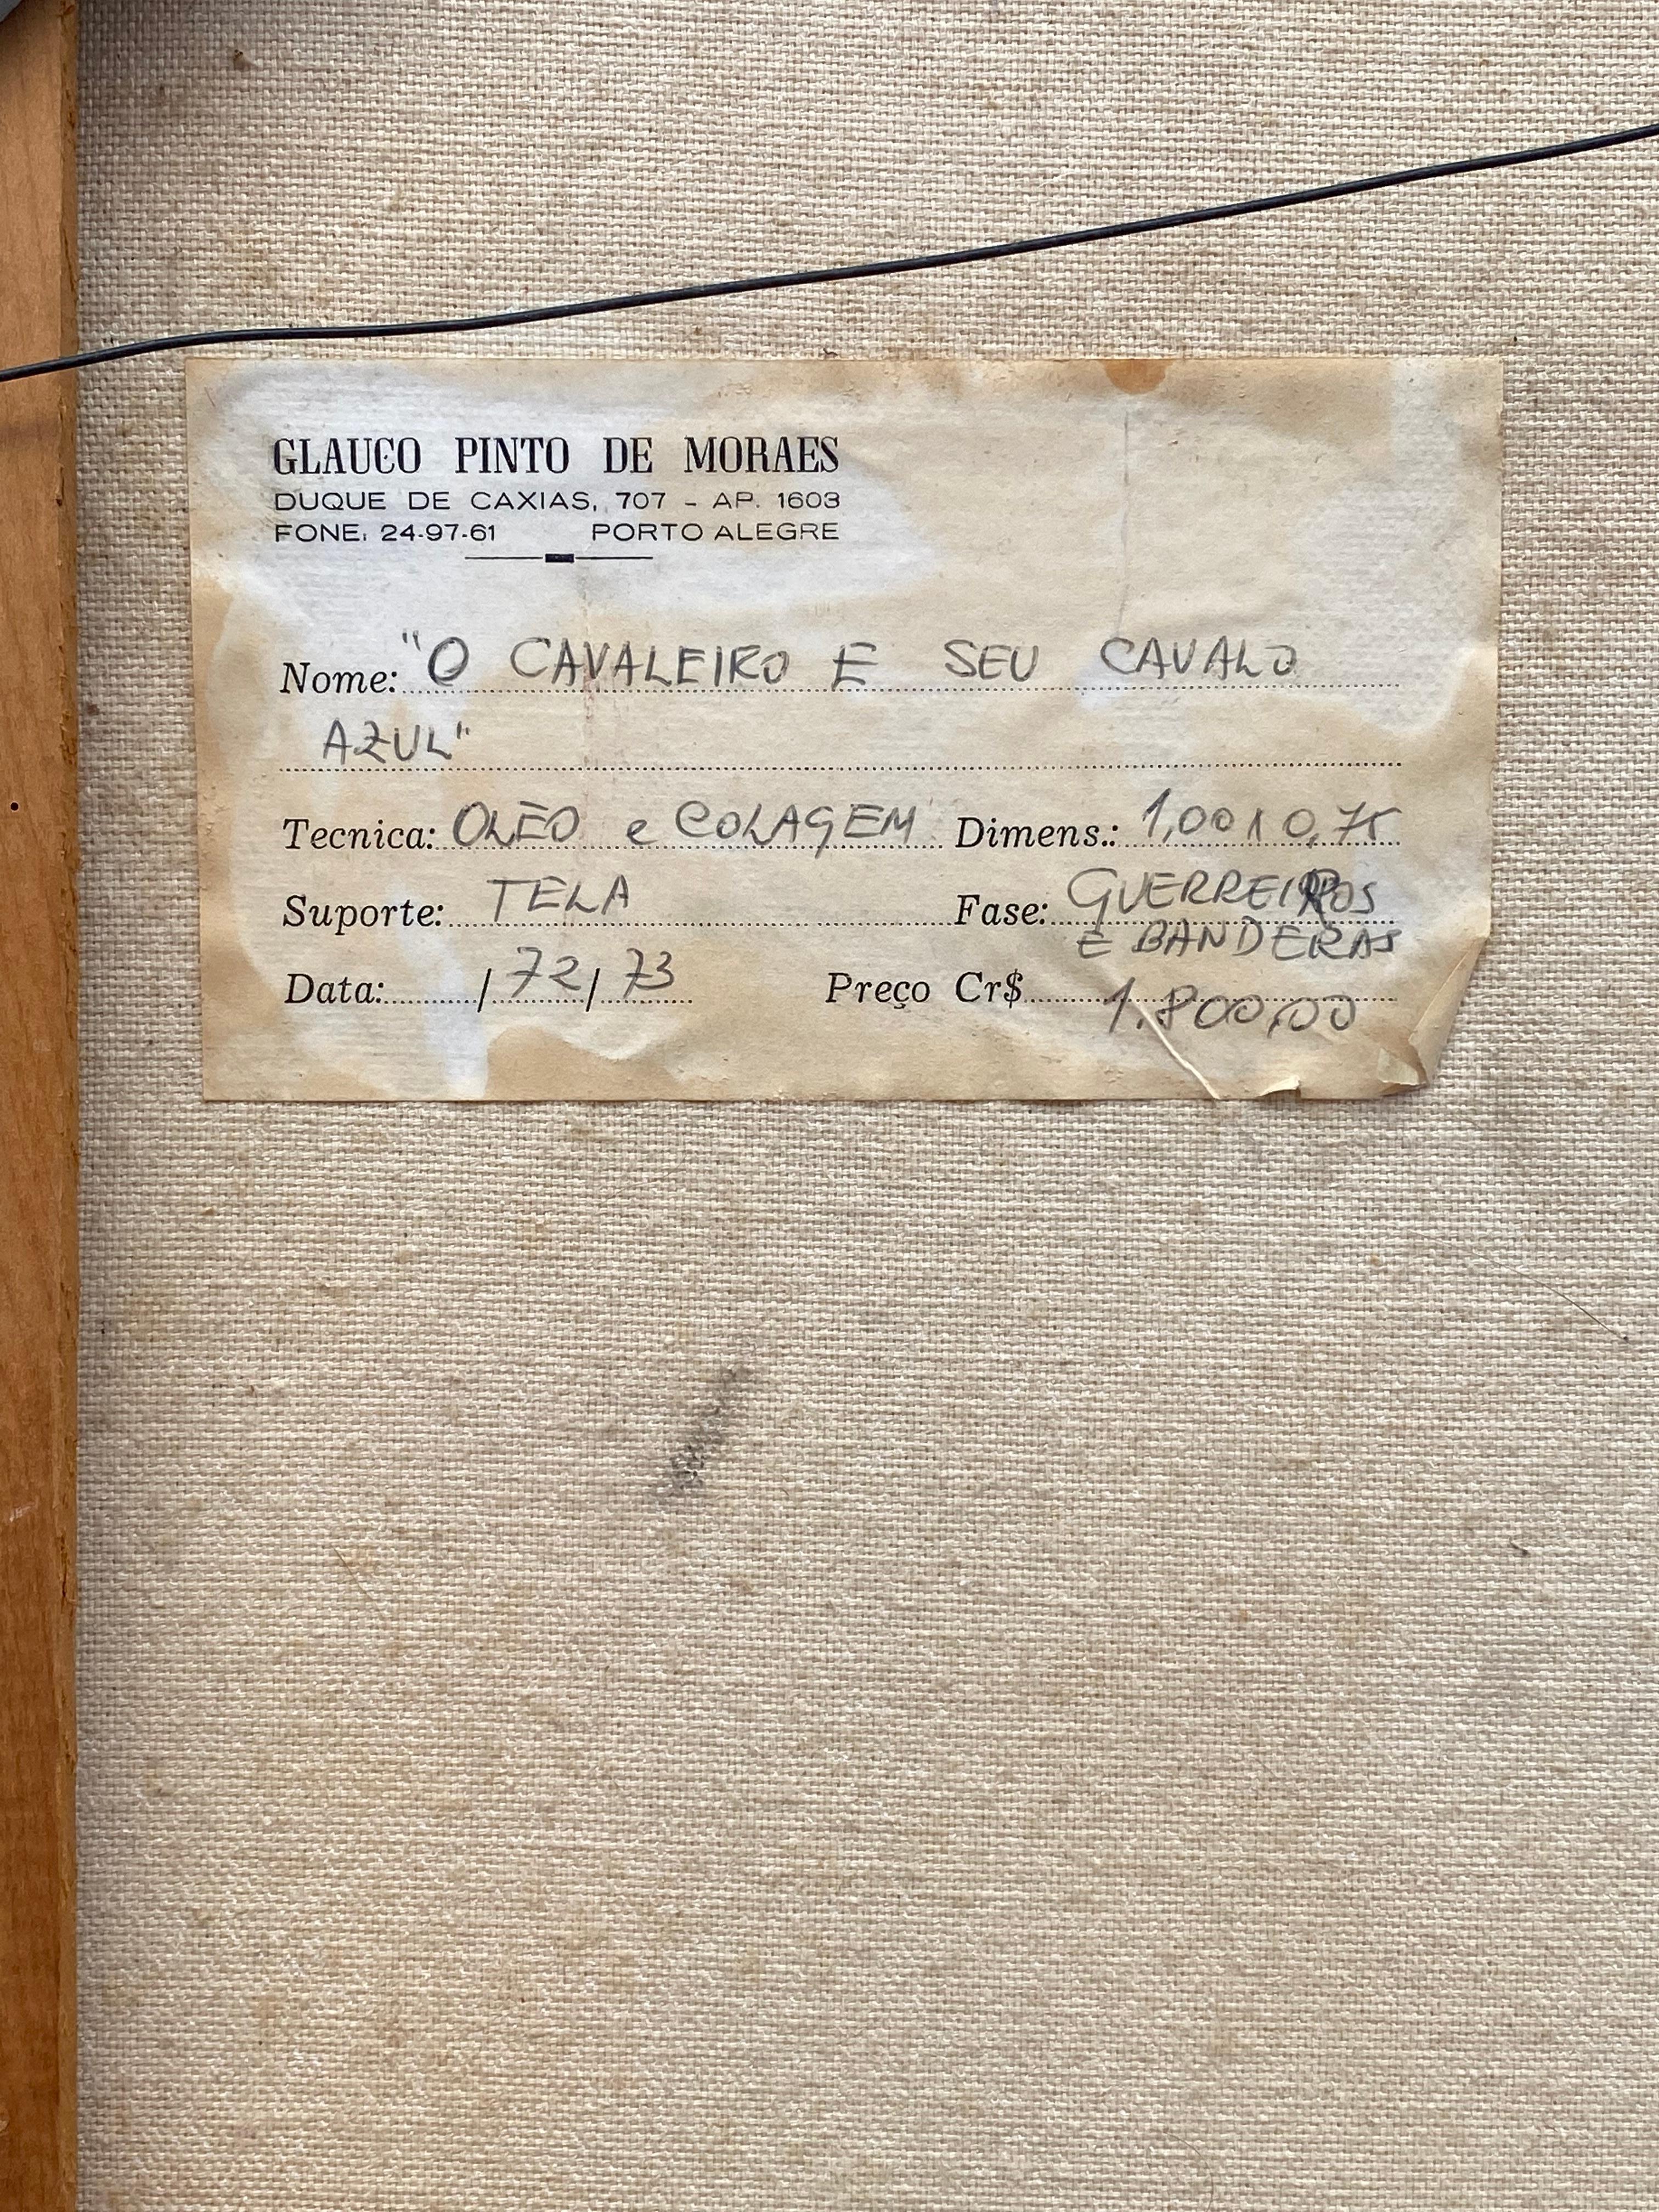 GLAUCO PINTO DE MORAES
DUQUE DE CAXIAS, 707 - AP. 1603
FONE: 24-97-61 PORTO ALEGRE
Nome: "O CAVALEIRO E SEU CAVALO
AZUL"
Tecnica: OLEO e COLAGEM Dimens.: 1,00 x 0,75
Suporte: TELA Fase: GUERREIROS
E BANDERAS
Data: / 72 / 73 Preço Cr$ 1.800,00